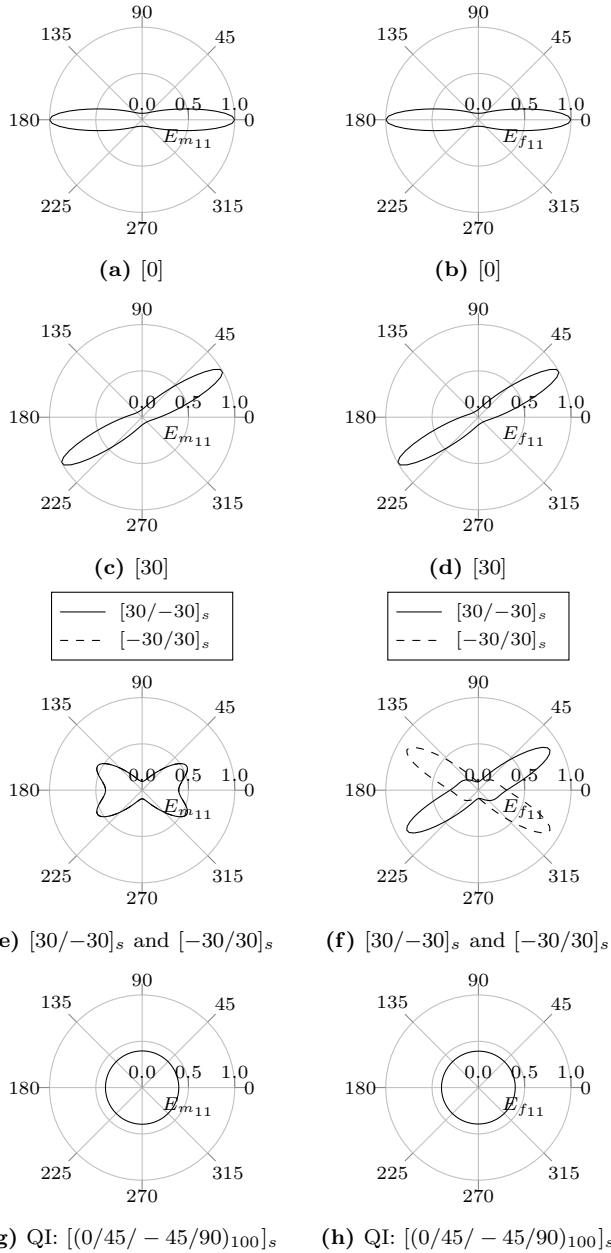 90
90
135
45
135
45
180
0.0 0.5 1.0
0
180
0.0 0.5 1.0
0
E_{m_{11}}
E_{f_{11}}
225
315
225
315
270
270
(a) [0]
(b) [0]
90
90
135
45
135
45
180
0.0 0.5 1.0
0
180
0.0 0.5 1.0
0
E_{m_{11}}
E_{f_{11}}
225
315
225
315
270
270
(c) [30]
(d) [30]
[30/−30]_s
[−30/30]_s
[30/−30]_s
[−30/30]_s
90
90
135
45
135
45
180
0.0 0.5 1.0
0
180
0.0 0.5 1.0
0
E_{m_{11}}
E_{f_{11}}
225
315
225
315
270
270
e) [30/−30]_s and [−30/30]_s
(f) [30/−30]_s and [−30/30]_s
90
90
135
45
135
45
180
0.0 0.5 1.0
0
180
0.0 0.5 1.0
0
E_{m_{11}}
E_{f_{11}}
225
315
225
315
270
270
g) QI: [(0/45/ − 45/90)_{100}]_s
(h) QI: [(0/45/ − 45/90)_{100}]_s